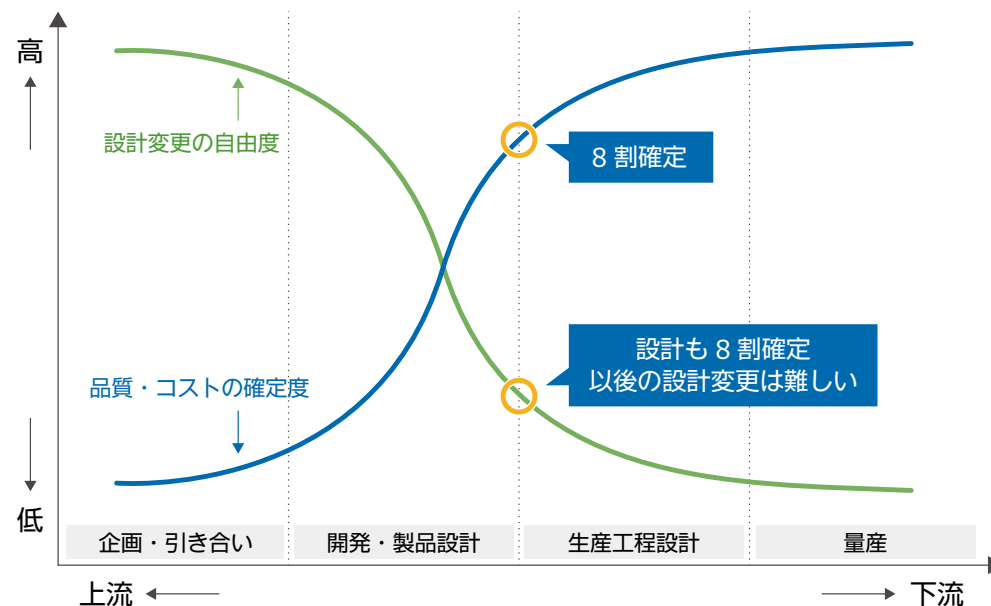 高
設計変更の自由度
8 割確定
設計も 8 割確定
以後の設計変更は難しい
品質・コストの確定度
低
企画・引き合い
開発・製品設計
生産工程設計
量産
上流
下流